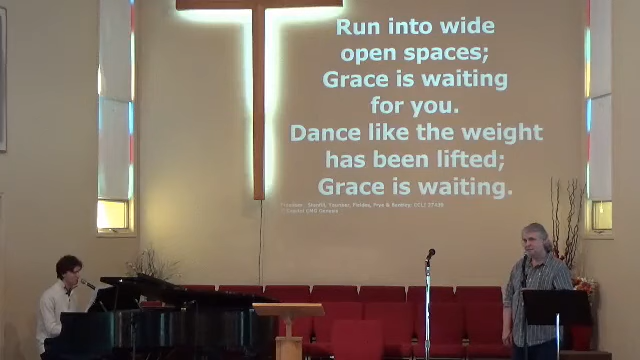 Run into wide
open spaces;
Grace is waiting
for you.
Dance like the weight
has been lifted;
Grace is waiting.